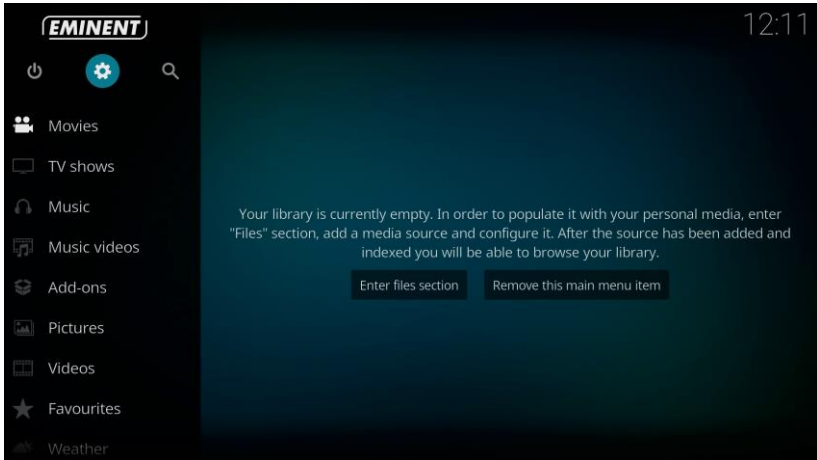 EMINENT
12:11
Movies
TV shows
Music
Music videos
Add-ons
Pictures
Videos
Favourites
Weather
Your library is currently empty. In order to populate it with your personal media, enter
"Files" section, add a media source and configure it. After the source has been added and
indexed you will be able to browse your library.
Enter files section
Remove this main menu item